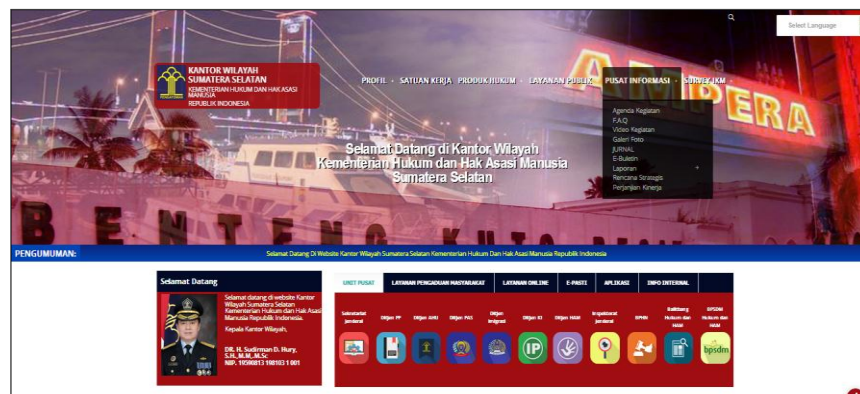 Select Language
KANTOR WILAYAH
SUMATERA SELATAN
KEMENTERIAN HUKUM DAN HAK ASASI
MANUSIA
REPUBLIK INDONESIA
PROFIL - SATUAN KERJA PRODUK HUKUM - LAYANAN PUBLIK PUSAT INFORMASI - SURVEY IKM
Agenda Kegiatan
F.A.Q
Video Kegiatan
Galeri Foto
JURNAL
E-Buletin
Laporan
Rencana Strategis
Perjanjian Kinerja
AMPERA
Selamat Datang di Kantor Wilayah
Kementerian Hukum dan Hak Asasi Manusia
Sumatera Selatan
BENTENG KUTO BESAK
PENGUMUMAN:
Selamat Datang Di Website Kantor Wilayah Sumatera Selatan Kementerian Hukum Dan Hak Asasi Manusia Republik Indonesia
Selamat Datang
Selamat datang di website Kantor
Wilayah Sumatera Selatan
Kementerian Hukum dan Hak Asasi
Manusia Republik Indonesia.
Kepala Kantor Wilayah,
DR. H. Sudirman D. Hury,
S.H.,M.M.,M.Sc
NIP. 19590813 198103 1 001
UNIT PUSAT LAYANAN PENGADUAN MASYARAKAT LAYANAN ONLINE E-PASTI APLIKASI INFO INTERNAL
Sekretariat Jenderal
Ditjen PP
Ditjen AHU
Ditjen PAS
Ditjen Imigrasi
Ditjen KI
Ditjen HAM
Inspektorat Jenderal
BPHN
Balitbang Hukum dan HAM
BPSDM Hukum dan HAM
IP
bpsdm